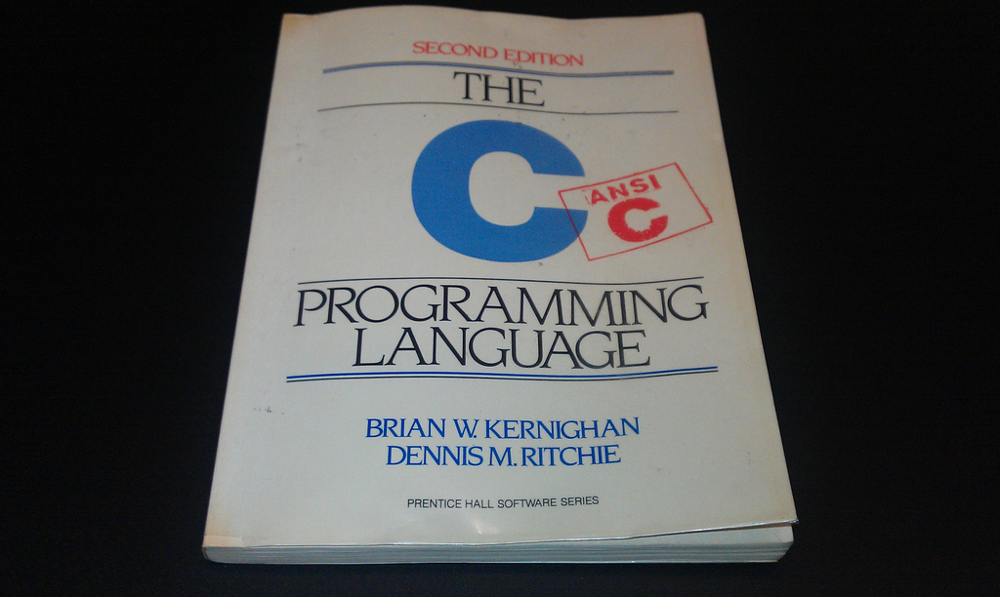 SECOND EDITION
THE
C
ANSI
C
PROGRAMMING
LANGUAGE
BRIAN W. KERNIGHAN
DENNIS M. RITCHIE
PRENTICE HALL SOFTWARE SERIES